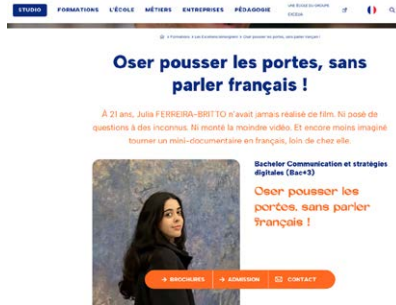 STUDIO FORMATIONS L'ÉCOLE MÉTIERS ENTREPRISES PÉDAGOGIE
Oser pousser les portes, sans
parler français !
À 21 ans, Julia FERREIRA-BRITTO n'avait jamais réalisé de film. Ni posé de
questions à des inconnus. Ni monté la moindre vidéo. Et encore moins imaginé
tourner un mini-documentaire en français, loin de chez elle.
Bachelor Communication et stratégies
digitales (Bac+3)
Oser pousser les
portes, sans parler
français !
→ BROCHURES → ADMISSION CONTACT